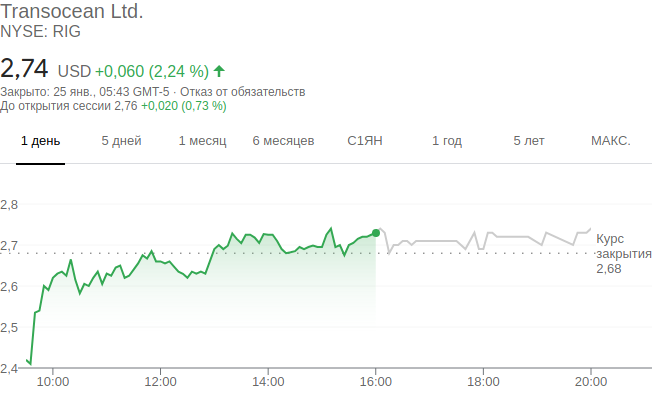 Transocean Ltd.
NYSE: RIG
2,74 USD +0,060 (2,24 %)
Закрыто: 25 янв., 05:43 GMT-5 · Отказ от обязательств
До открытия сессии 2,76 +0,020 (0,73 %)
1 день 5 дней 1 месяц 6 месяцев С1ЯН 1 год 5 лет МАКС.
2,8
2,7
2,6
2,5
2,4
Курс
закрытия
2,68
10:00 12:00 14:00 16:00 18:00 20:00